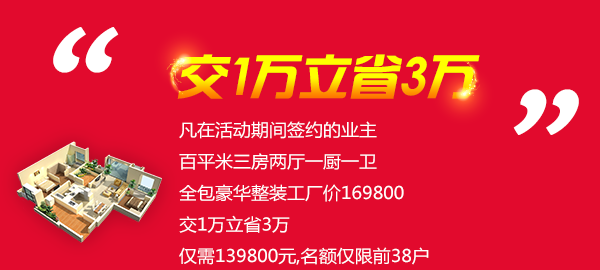 交1万立省3万
凡在活动期间签约的业主
百平米三房两厅一厨一卫
全包豪华整装工厂价169800
交1万立省3万
仅需139800元,名额仅限前38户